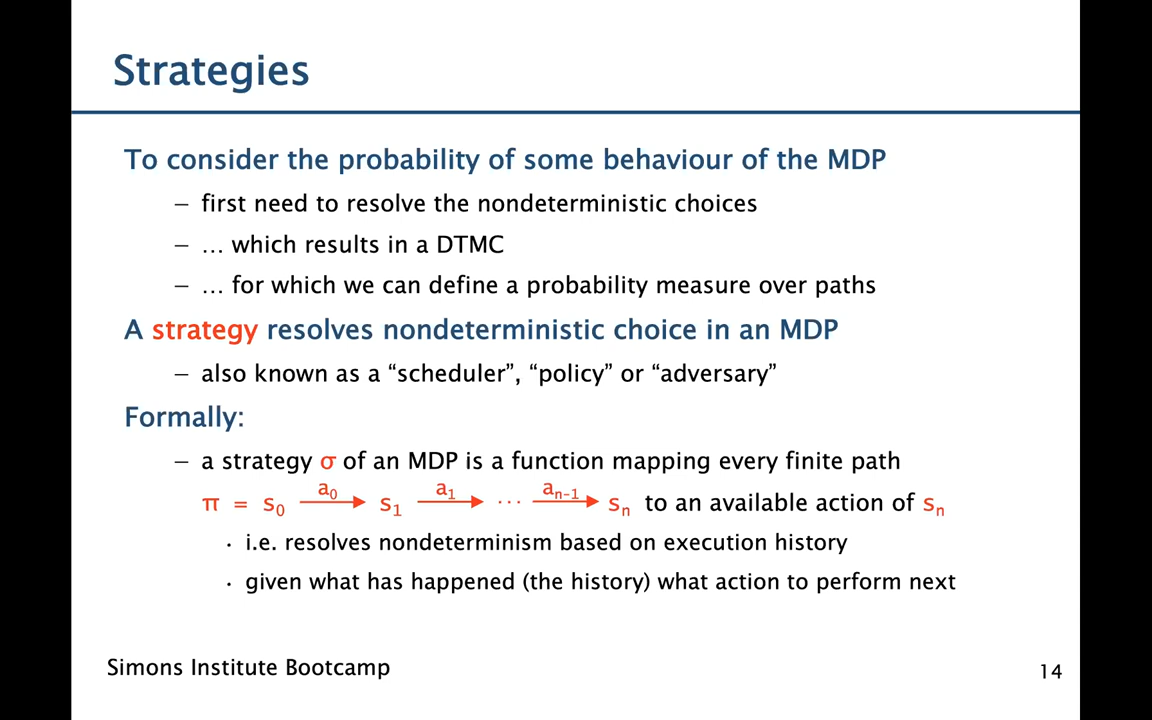 Strategies
To consider the probability of some behaviour of the MDP
– first need to resolve the nondeterministic choices
– … which results in a DTMC
– … for which we can define a probability measure over paths
A strategy resolves nondeterministic choice in an MDP
– also known as a “scheduler”, “policy” or “adversary”
Formally:
– a strategy σ of an MDP is a function mapping every finite path
π = s₀ —a₀→ s₁ —a₁→ ⋯ —aₙ₋₁→ sₙ to an available action of sₙ
· i.e. resolves nondeterminism based on execution history
· given what has happened (the history) what action to perform next
Simons Institute Bootcamp
14